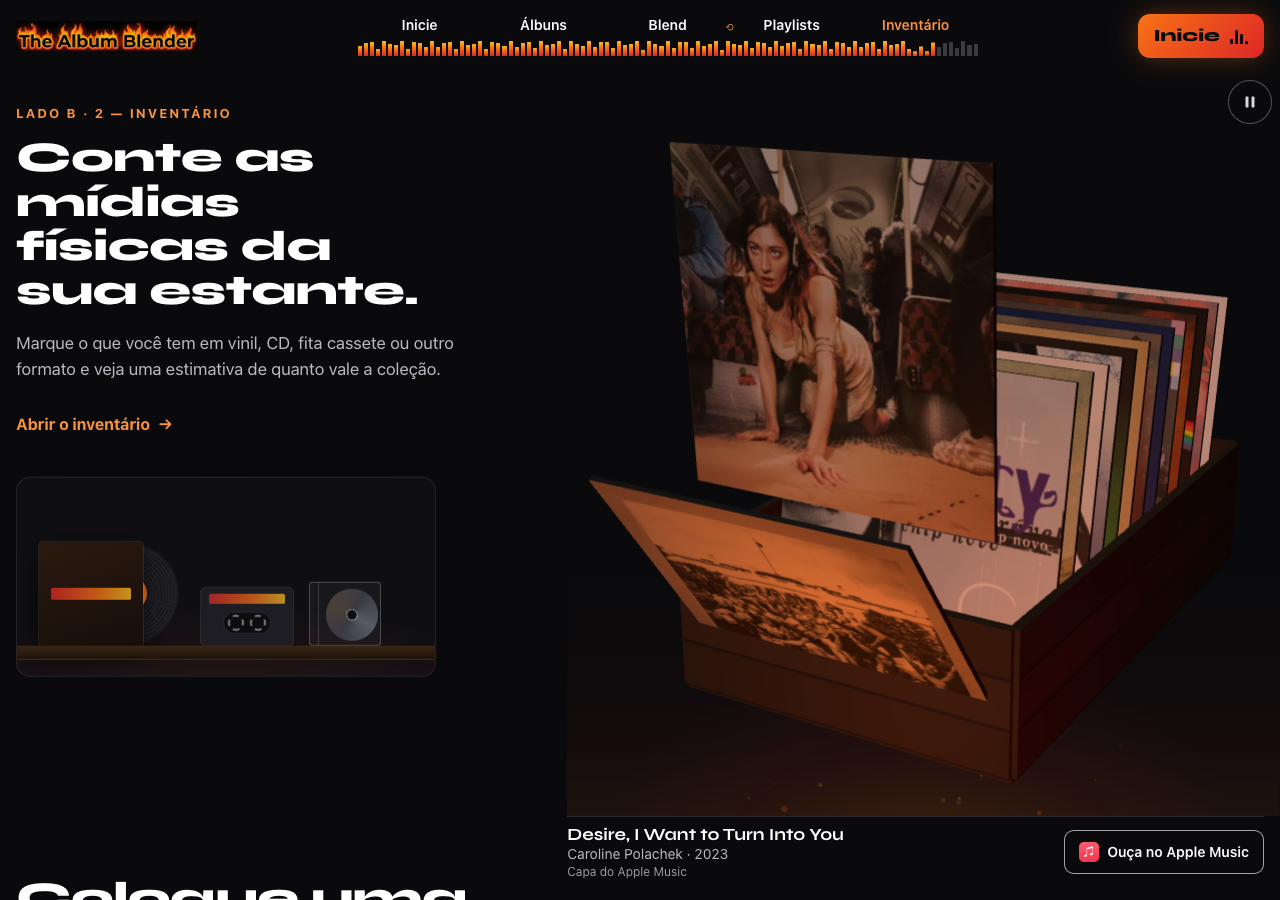 The Album Blender
Inicie
Álbuns
Blend
Playlists
Inventário
Inicie
LADO B · 2 — INVENTÁRIO
Conte as
mídias
físicas da
sua estante.
Marque o que você tem em vinil, CD, fita cassete ou outro
formato e veja uma estimativa de quanto vale a coleção.
Abrir o inventário →
Desire, I Want to Turn Into You
Caroline Polachek · 2023
Capa do Apple Music
Ouça no Apple Music
Coloque uma